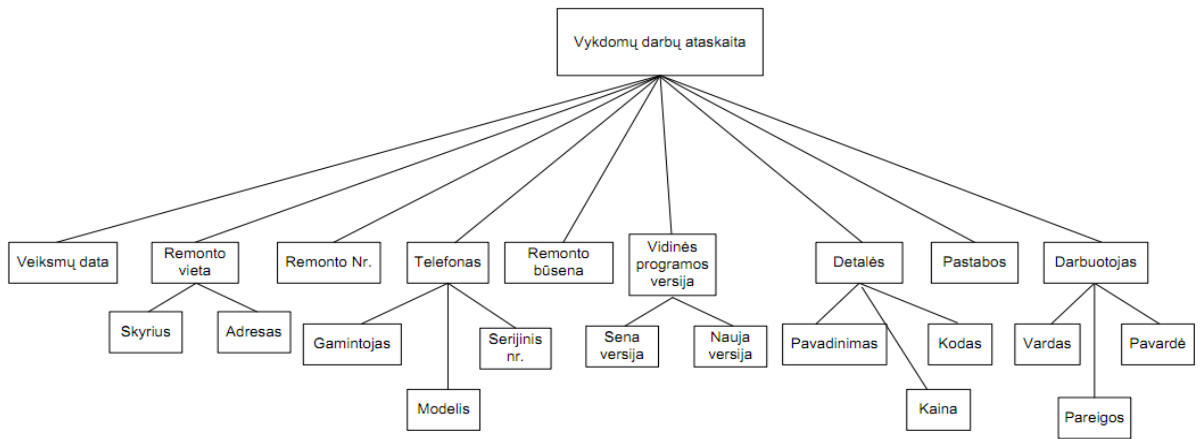 Vykdomų darbų ataskaita
Veiksmų data
Remonto
vieta
Remonto Nr.
Telefonas
Remonto
būsena
Vidinės
programos
versija
Detalės
Pastabos
Darbuotojas
Skyrius
Adresas
Gamintojas
Serijinis
nr.
Sena
versija
Nauja
versija
Pavadinimas
Kodas
Vardas
Pavardė
Modelis
Kaina
Pareigos